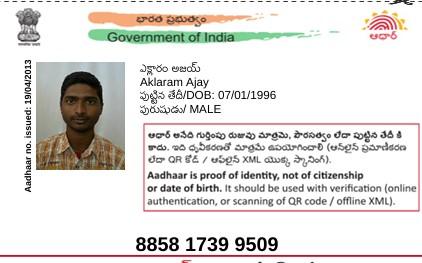 భారత ప్రభుత్వం
Government of India
ఆధార్
Aadhaar no. issued: 19/04/2013
ఎక్లారం అజయ్
Aklaram Ajay
పుట్టిన తేదీ/DOB: 07/01/1996
పురుషుడు/ MALE
ఆధార్ అనేది గుర్తింపు రుజువు మాత్రమే, పౌరసత్వం లేదా పుట్టిన తేదీ కి
కాదు. ఇది ధృవీకరణతో మాత్రమే ఉపయోగించాలి (ఆన్‌లైన్ ప్రమాణీకరణ
లేదా QR కోడ్ / ఆఫ్‌లైన్ XML యొక్క స్కానింగ్).
Aadhaar is proof of identity, not of citizenship
or date of birth. It should be used with verification (online
authentication, or scanning of QR code / offline XML).
8858 1739 9509